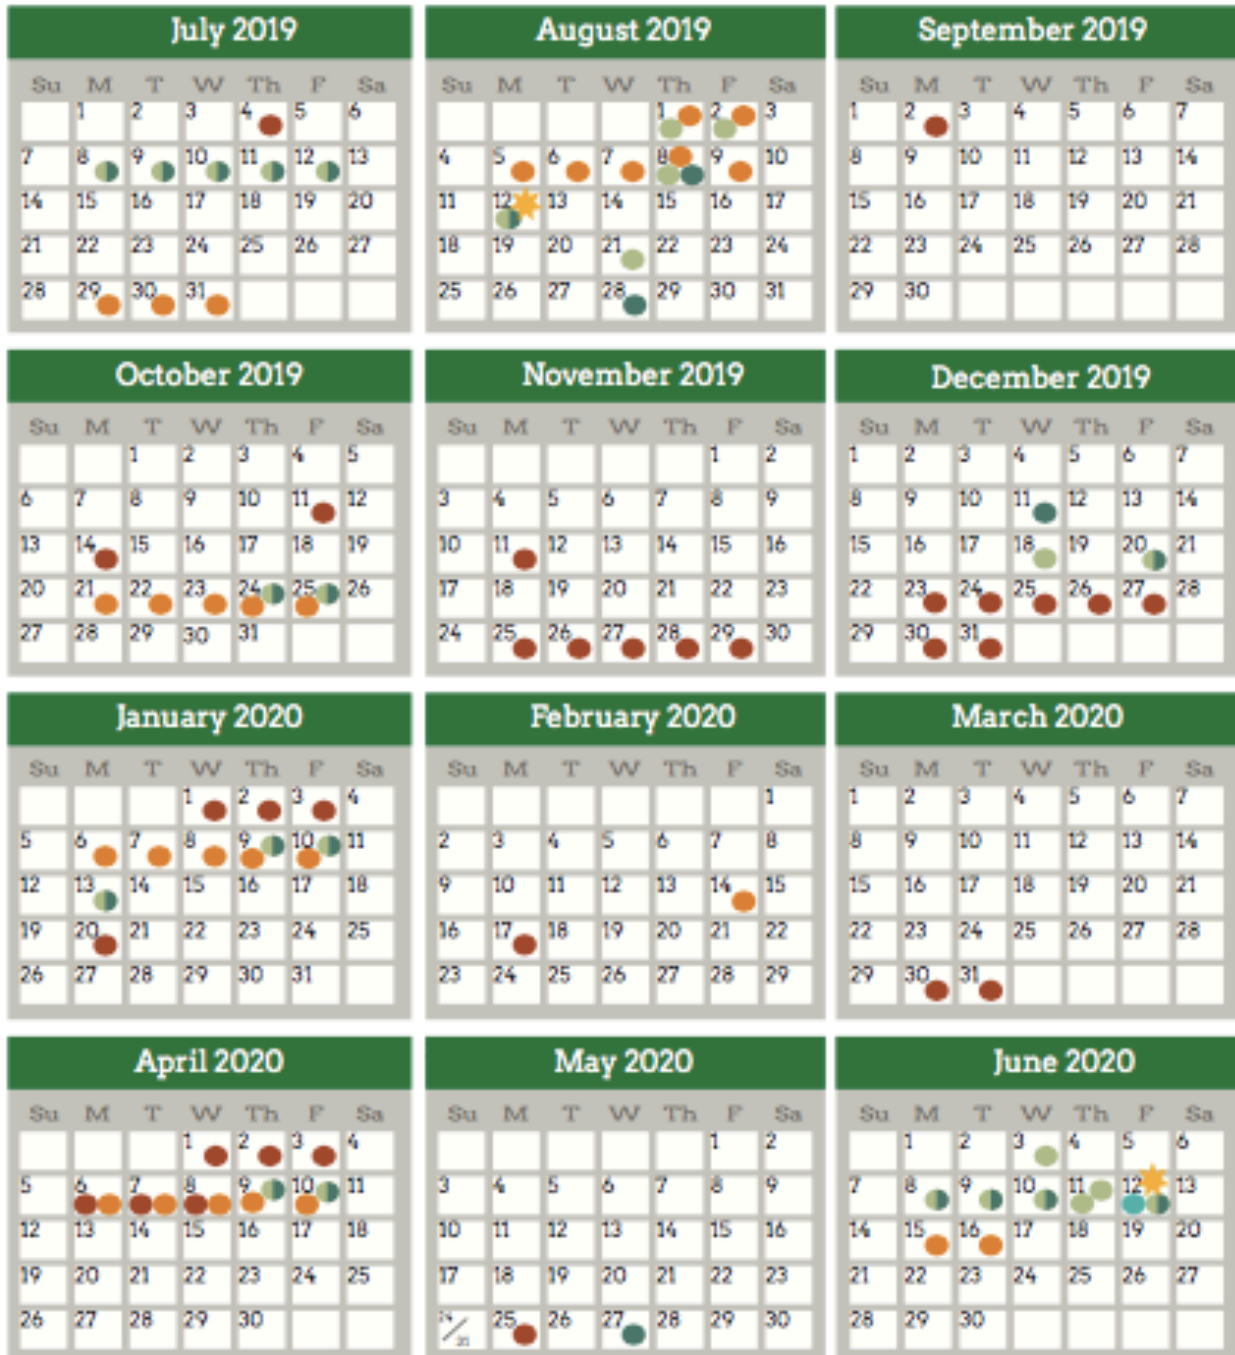 July 2019
Su M T W Th F Sa
1 2 3 4 5 6
7 8 9 10 11 12 13
14 15 16 17 18 19 20
21 22 23 24 25 26 27
28 29 30 31
August 2019
Su M T W Th F Sa
1 2 3
4 5 6 7 8 9 10
11 12 13 14 15 16 17
18 19 20 21 22 23 24
25 26 27 28 29 30 31
September 2019
Su M T W Th F Sa
1 2 3 4 5 6 7
8 9 10 11 12 13 14
15 16 17 18 19 20 21
22 23 24 25 26 27 28
29 30
October 2019
Su M T W Th F Sa
1 2 3 4 5
6 7 8 9 10 11 12
13 14 15 16 17 18 19
20 21 22 23 24 25 26
27 28 29 30 31
November 2019
Su M T W Th F Sa
1 2
3 4 5 6 7 8 9
10 11 12 13 14 15 16
17 18 19 20 21 22 23
24 25 26 27 28 29 30
December 2019
Su M T W Th F Sa
1 2 3 4 5 6 7
8 9 10 11 12 13 14
15 16 17 18 19 20 21
22 23 24 25 26 27 28
29 30 31
January 2020
Su M T W Th F Sa
1 2 3 4
5 6 7 8 9 10 11
12 13 14 15 16 17 18
19 20 21 22 23 24 25
26 27 28 29 30 31
February 2020
Su M T W Th F Sa
1
2 3 4 5 6 7 8
9 10 11 12 13 14 15
16 17 18 19 20 21 22
23 24 25 26 27 28 29
March 2020
Su M T W Th F Sa
1 2 3 4 5 6 7
8 9 10 11 12 13 14
15 16 17 18 19 20 21
22 23 24 25 26 27 28
29 30 31
April 2020
Su M T W Th F Sa
1 2 3 4
5 6 7 8 9 10 11
12 13 14 15 16 17 18
19 20 21 22 23 24 25
26 27 28 29 30
May 2020
Su M T W Th F Sa
1 2
3 4 5 6 7 8 9
10 11 12 13 14 15 16
17 18 19 20 21 22 23
24/31 25 26 27 28 29 30
June 2020
Su M T W Th F Sa
1 2 3 4 5 6
7 8 9 10 11 12 13
14 15 16 17 18 19 20
21 22 23 24 25 26 27
28 29 30